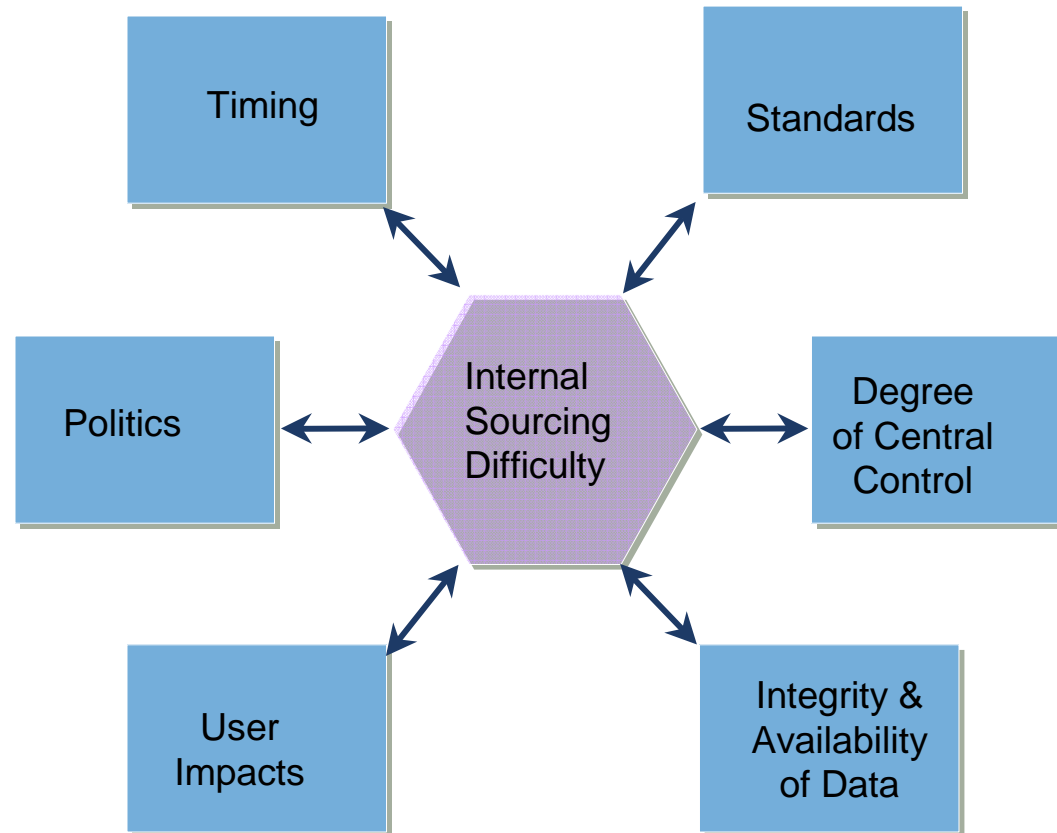 Timing
Standards
Politics
Internal
Sourcing
Difficulty
Degree
of Central
Control
User
Impacts
Integrity &
Availability
of Data